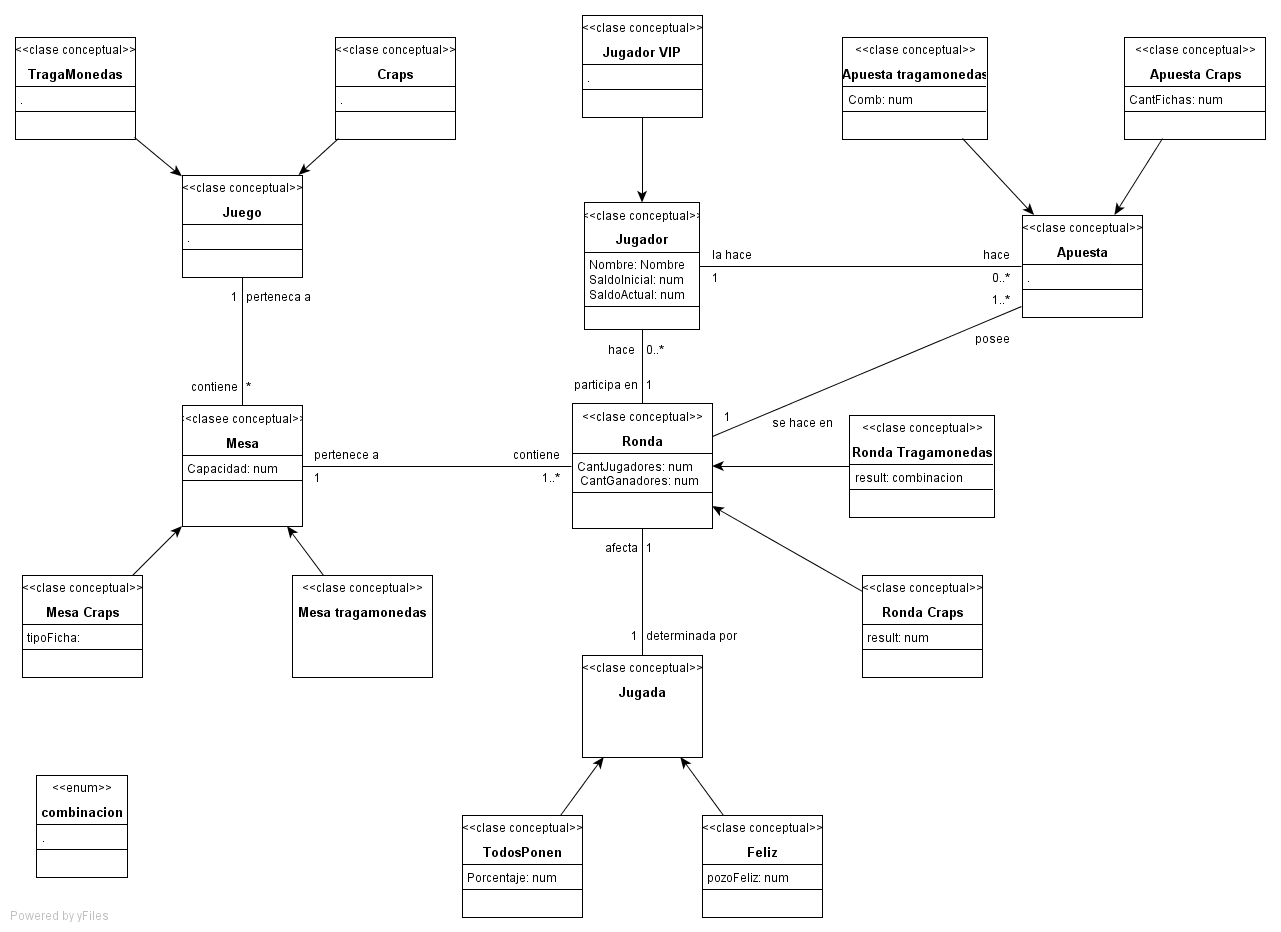 <<clase conceptual>>
TragaMonedas
.
<<clase conceptual>>
Craps
.
<<clase conceptual>>
Jugador VIP
.
<<clase conceptual>>
Apuesta tragamonedas
Comb: num
<<clase conceptual>>
Apuesta Craps
CantFichas: num
<<clase conceptual>>
Juego
.
<<clase conceptual>>
Jugador
Nombre: Nombre
SaldoInicial: num
SaldoActual: num
<<clase conceptual>>
Apuesta
.
la hace
hace
1
0..*
1 perteneca a
1..*
posee
hace 0..*
participa en 1
contiene *
1
se hace en
<<clasee conceptual>>
Mesa
Capacidad: num
pertenece a
contiene
1
1..*
<<clase conceptual>>
Ronda
CantJugadores: num
CantGanadores: num
<<clase conceptual>>
Ronda Tragamonedas
result: combinacion
afecta 1
1 determinada por
<<clase conceptual>>
Mesa Craps
tipoFicha:
<<clase conceptual>>
Mesa tragamonedas
<<clase conceptual>>
Ronda Craps
result: num
<<clase conceptual>>
Jugada
<<enum>>
combinacion
.
<<clase conceptual>>
TodosPonen
Porcentaje: num
<<clase conceptual>>
Feliz
pozoFeliz: num
Powered by yFiles